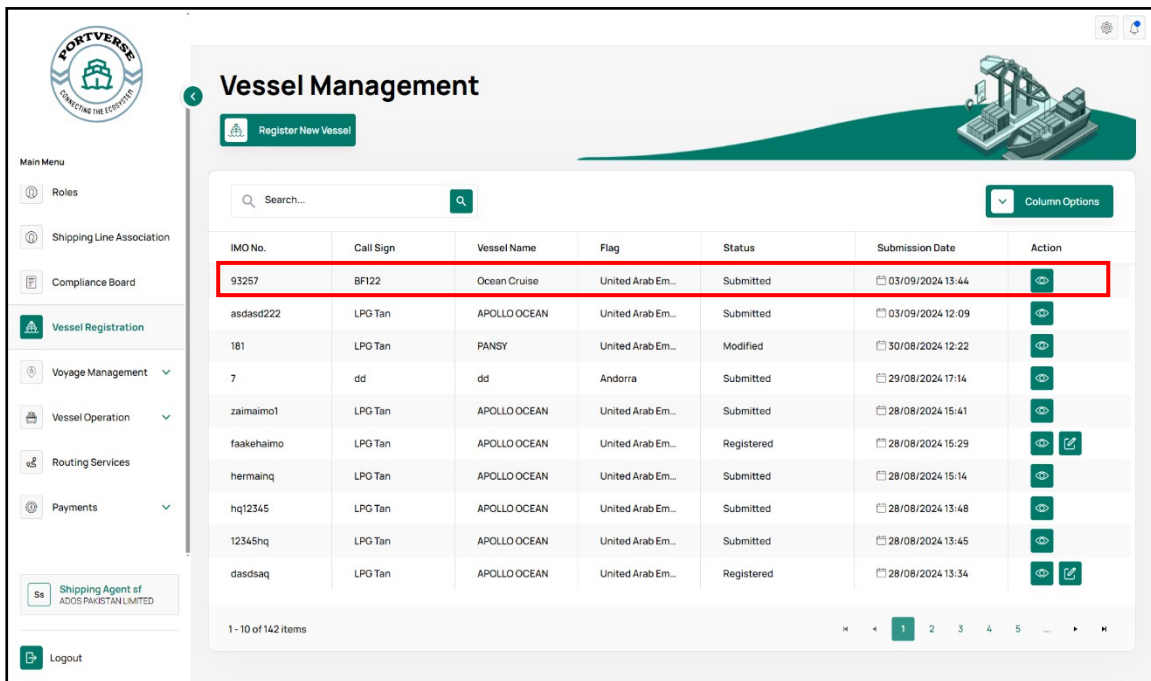 PORTVERSE
CONNECTING THE ECOSYSTEM
Main Menu
Roles
Shipping Line Association
Compliance Board
Vessel Registration
Voyage Management
Vessel Operation
Routing Services
Payments
Ss
Shipping Agent sf
ADOS PAKISTAN LIMITED
Logout
Vessel Management
Register New Vessel
Search...
Column Options
IMO No. Call Sign Vessel Name Flag Status Submission Date Action
93257 BF122 Ocean Cruise United Arab Em... Submitted 03/09/2024 13:44
asdasd222 LPG Tan APOLLO OCEAN United Arab Em... Submitted 03/09/2024 12:09
181 LPG Tan PANSY United Arab Em... Modified 30/08/2024 12:22
7 dd dd Andorra Submitted 29/08/2024 17:14
zaimaimo1 LPG Tan APOLLO OCEAN United Arab Em... Submitted 28/08/2024 15:41
faakehaimo LPG Tan APOLLO OCEAN United Arab Em... Registered 28/08/2024 15:29
hermainq LPG Tan APOLLO OCEAN United Arab Em... Submitted 28/08/2024 15:14
hq12345 LPG Tan APOLLO OCEAN United Arab Em... Submitted 28/08/2024 13:48
12345hq LPG Tan APOLLO OCEAN United Arab Em... Submitted 28/08/2024 13:45
dasdsaq LPG Tan APOLLO OCEAN United Arab Em... Registered 28/08/2024 13:34
1 - 10 of 142 items
1 2 3 4 5 ...